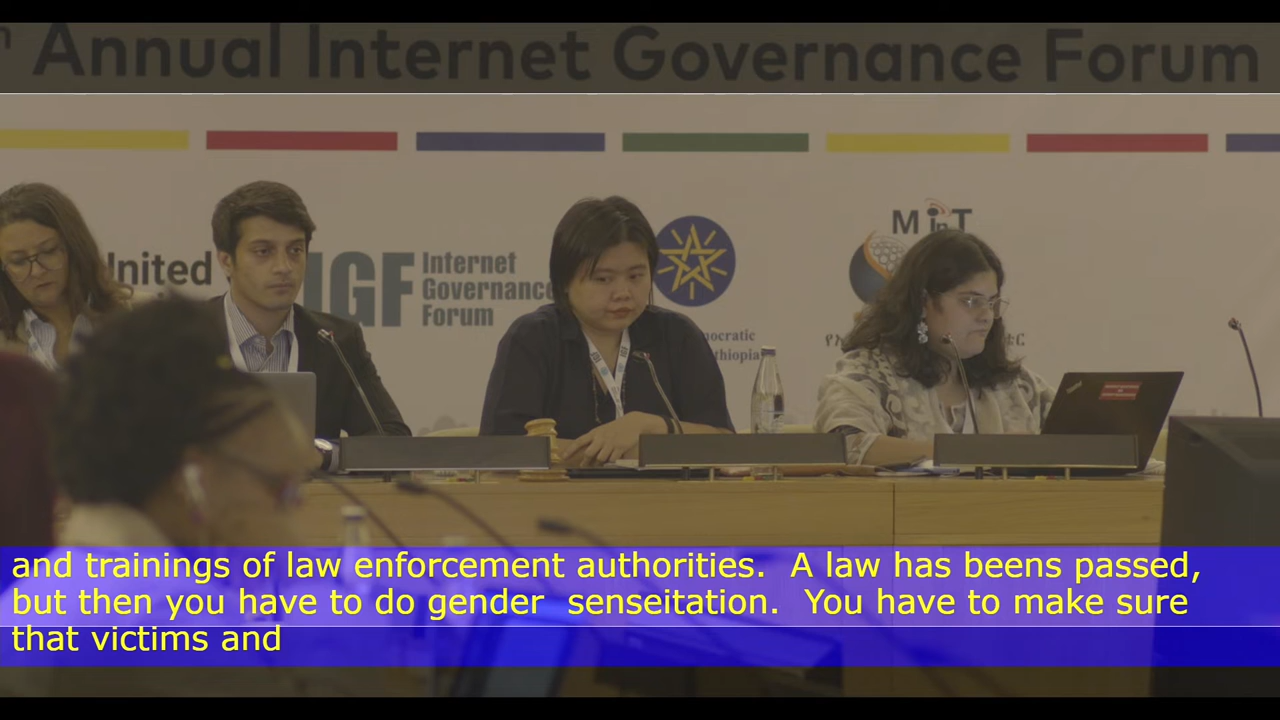 Annual Internet Governance Forum
M in T
United
IGF
Internet
Governance
Forum
and trainings of law enforcement authorities.  A law has beens passed,
but then you have to do gender  senseitation.  You have to make sure
that victims and